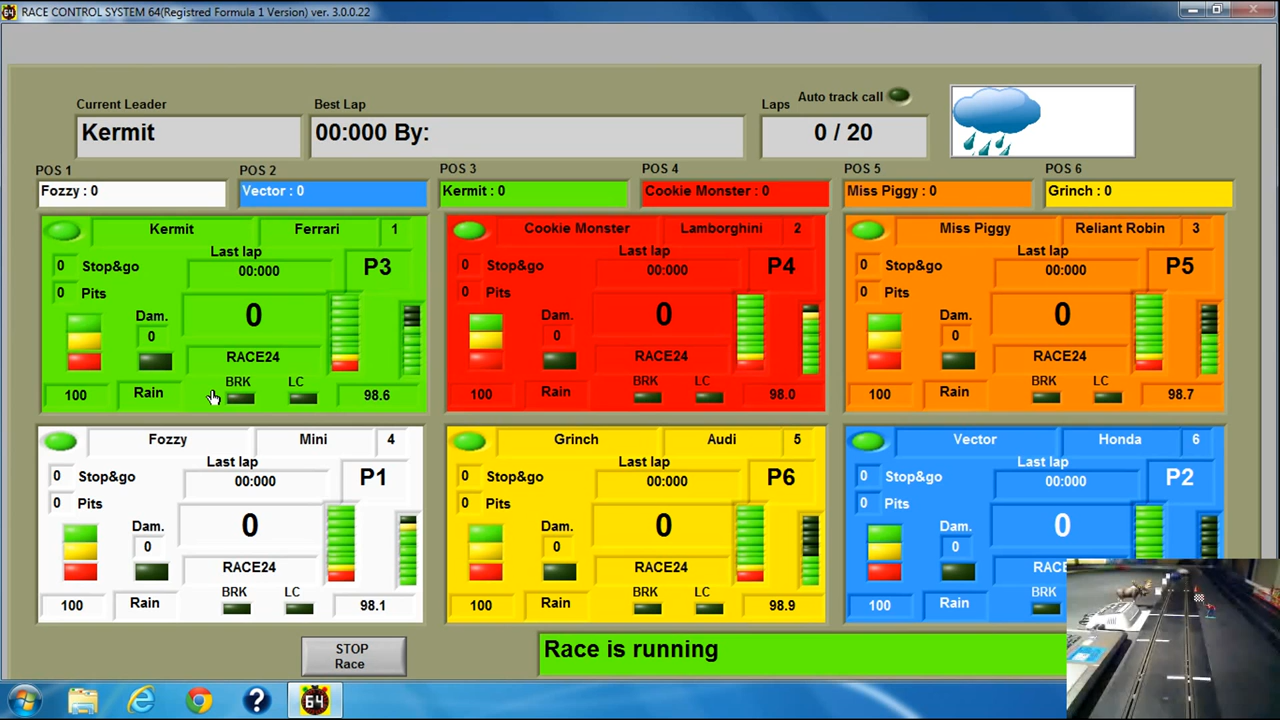 RACE CONTROL SYSTEM 64(Registred Formula 1 Version) ver. 3.0.0.22
Current Leader
Best Lap
Laps
Auto track call
Kermit
00:000 By:
0 / 20
POS 1
POS 2
POS 3
POS 4
POS 5
POS 6
Fozzy : 0
Vector : 0
Kermit : 0
Cookie Monster : 0
Miss Piggy : 0
Grinch : 0
Kermit
Ferrari
1
Last lap
0 Stop&go
00:000
P3
0 Pits
Dam.
0
0
RACE24
BRK
LC
100
Rain
98.6
Cookie Monster
Lamborghini
2
Last lap
0 Stop&go
00:000
P4
0 Pits
Dam.
0
0
RACE24
BRK
LC
100
Rain
98.0
Miss Piggy
Reliant Robin
3
Last lap
0 Stop&go
00:000
P5
0 Pits
Dam.
0
0
RACE24
BRK
LC
100
Rain
98.7
Fozzy
Mini
4
Last lap
0 Stop&go
00:000
P1
0 Pits
Dam.
0
0
RACE24
BRK
LC
100
Rain
98.1
Grinch
Audi
5
Last lap
0 Stop&go
00:000
P6
0 Pits
Dam.
0
0
RACE24
BRK
LC
100
Rain
98.9
Vector
Honda
6
Last lap
0 Stop&go
00:000
P2
0 Pits
Dam.
0
0
BRK
100
Rain
STOP
Race
Race is running
64